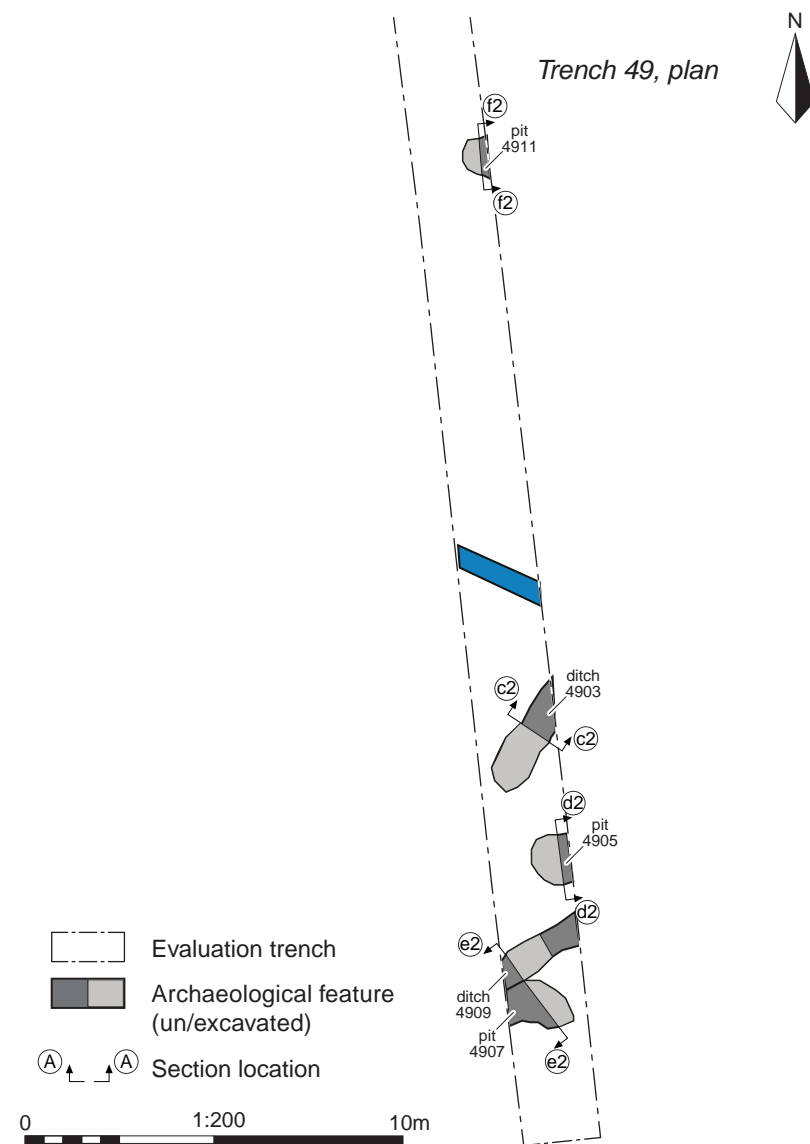 N
Trench 49, plan
f2
pit
4911
f2
ditch
4903
c2
c2
d2
pit
4905
d2
e2
ditch
4909
pit
4907
e2
Evaluation trench
Archaeological feature
(un/excavated)
A A Section location
0 1:200 10m